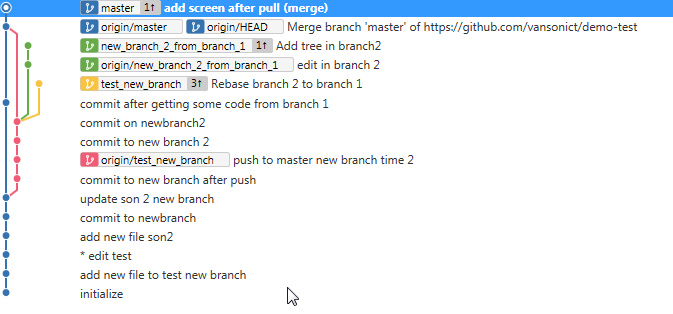 master 1↑ add screen after pull (merge)
origin/master origin/HEAD Merge branch 'master' of https://github.com/vansonict/demo-test
new_branch_2_from_branch_1 1↑ Add tree in branch2
origin/new_branch_2_from_branch_1 edit in branch 2
test_new_branch 3↑ Rebase branch 2 to branch 1
commit after getting some code from branch 1
commit on newbranch2
commit to new branch 2
origin/test_new_branch push to master new branch time 2
commit to new branch after push
update son 2 new branch
commit to newbranch
add new file son2
* edit test
add new file to test new branch
initialize